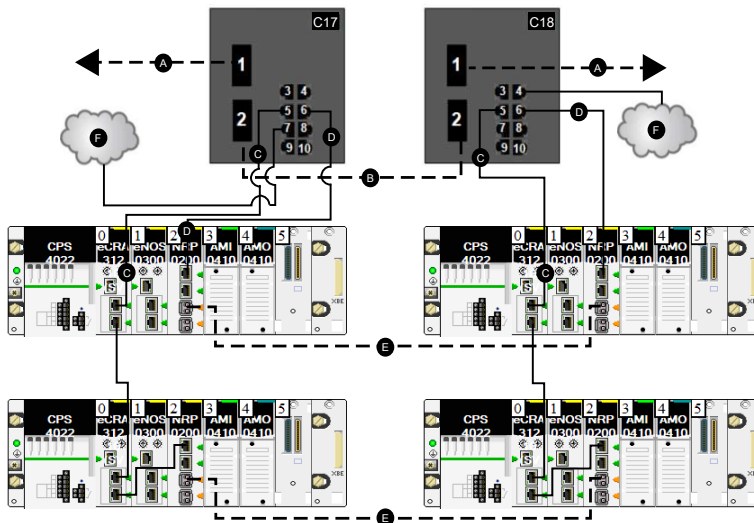 C17
C18
1
1
A
A
3 4
3 4
2
2
5 6
5 6
F
7 8
7 8
D
D
F
C
9 10
C
9 10
B
0 1 2 D 3 4 5
0 1 2 3 4 5
CPS 4022
eCRA 312
eNOS 0300
NRP 0200
AMI 0410
AMO 0410
CPS 4022
eCRA 312
eNOS 0300
NRP 0200
AMI 0410
AMO 0410
C
C
XBE
XBE
E
0 1 2 3 4 5
0 1 2 3 4 5
CPS 4022
eCRA 312
eNOS 0300
NRP 0200
AMI 0410
AMO 0410
CPS 4022
eCRA 312
eNOS 0300
NRP 0200
AMI 0410
AMO 0410
XBE
XBE
E